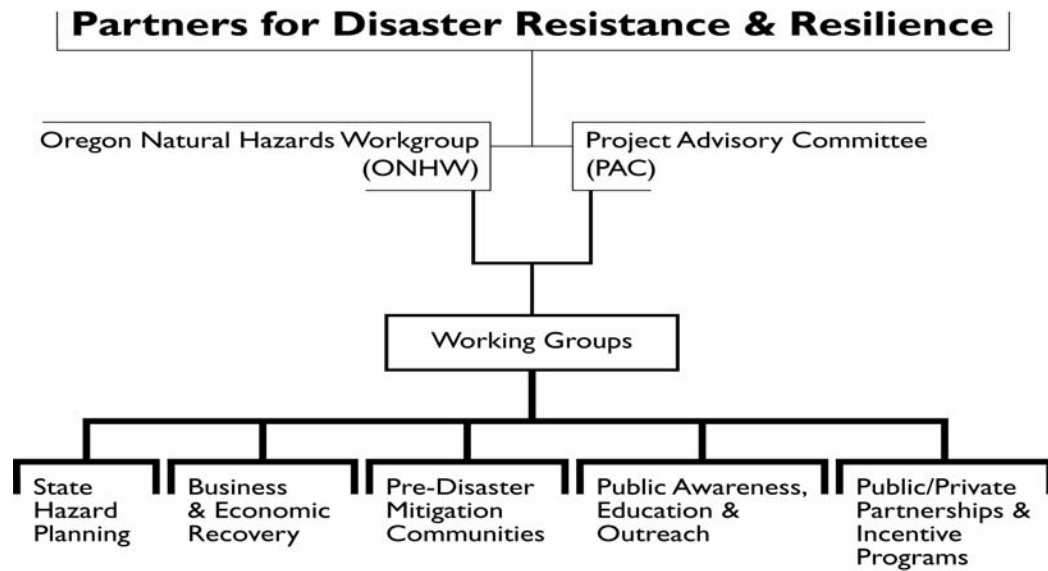 Partners for Disaster Resistance & Resilience
Oregon Natural Hazards Workgroup
(ONHW)
Project Advisory Committee
(PAC)
Working Groups
State
Hazard
Planning
Business
& Economic
Recovery
Pre-Disaster
Mitigation
Communities
Public Awareness,
Education &
Outreach
Public/Private
Partnerships &
Incentive
Programs